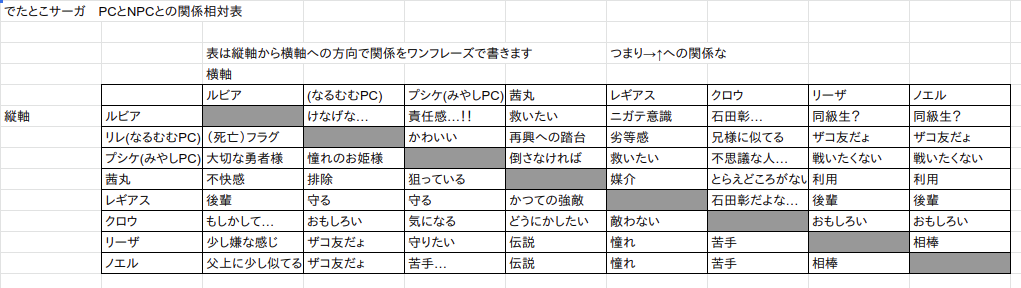 でたとこサーガ　PCとNPCとの関係相対表
表は縦軸から横軸への方向で関係をワンフレーズで書きます　つまり→↑への関係な
横軸
ルビア　(なるむむPC)　プシケ(みやしPC)　茜丸　レギアス　クロウ　リーザ　ノエル
縦軸　ルビア　けなげな…　責任感…！！　救いたい　ニガテ意識　石田彰…　同級生？　同級生？
リレ(なるむむPC)　（死亡）フラグ　かわいい　再興への踏台　劣等感　兄様に似てる　ザコ友だょ　ザコ友だょ
プシケ(みやしPC)　大切な勇者様　憧れのお姫様　倒さなければ　救いたい　不思議な人…　戦いたくない　戦いたくない
茜丸　不快感　排除　狙っている　媒介　とらえどころがない　利用　利用
レギアス　後輩　守る　守る　かつての強敵　石田彰だよな…　後輩　後輩
クロウ　もしかして…　おもしろい　気になる　どうにかしたい　敵わない　おもしろい　おもしろい
リーザ　少し嫌な感じ　ザコ友だょ　守りたい　伝説　憧れ　苦手　相棒
ノエル　父上に少し似てる　ザコ友だょ　苦手…　伝説　憧れ　苦手　相棒